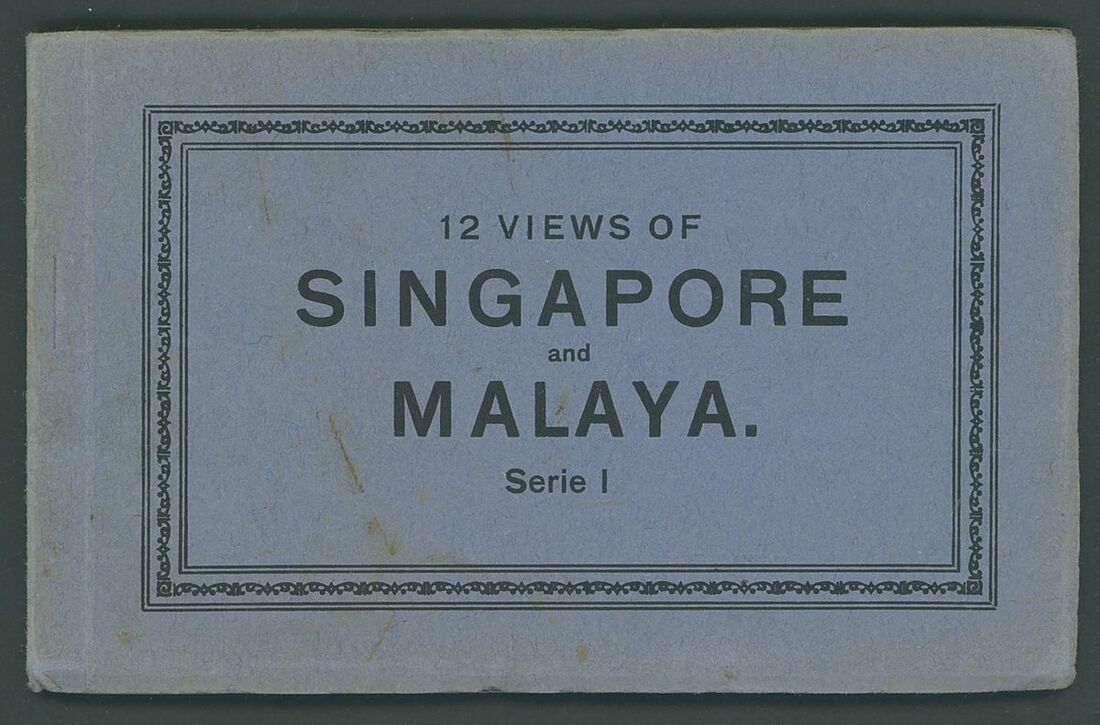 12 VIEWS OF
SINGAPORE
and
MALAYA.
Serie I